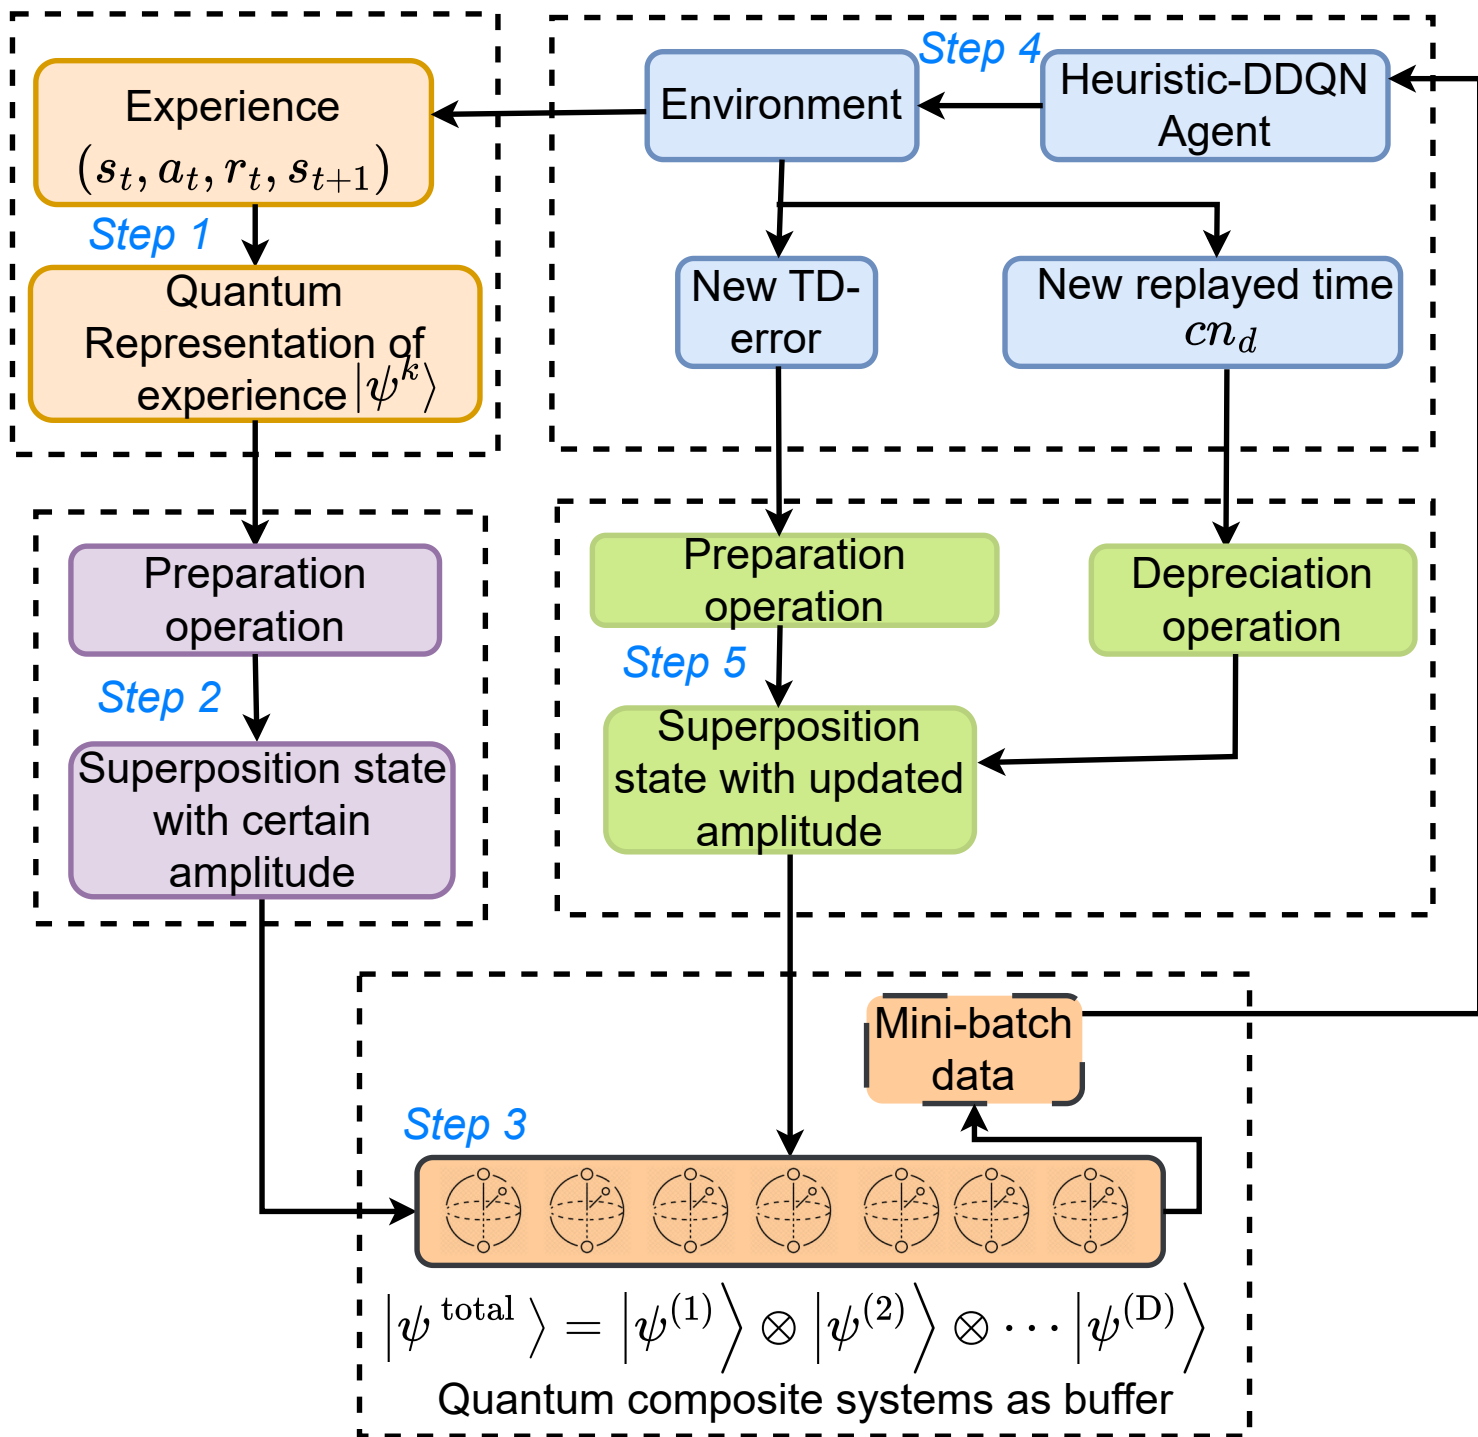 Experience
(s_t, a_t, r_t, s_{t+1})
Step 1
Quantum
Representation of
experience |ψ^k⟩
Step 4
Environment
Heuristic-DDQN
Agent
New TD-
error
New replayed time
cn_d
Preparation
operation
Step 2
Superposition state
with certain
amplitude
Preparation
operation
Depreciation
operation
Step 5
Superposition
state with updated
amplitude
Mini-batch
data
Step 3
|ψ^{total}⟩ = |ψ^{(1)}⟩ ⊗ |ψ^{(2)}⟩ ⊗ ⋯ |ψ^{(D)}⟩
Quantum composite systems as buffer